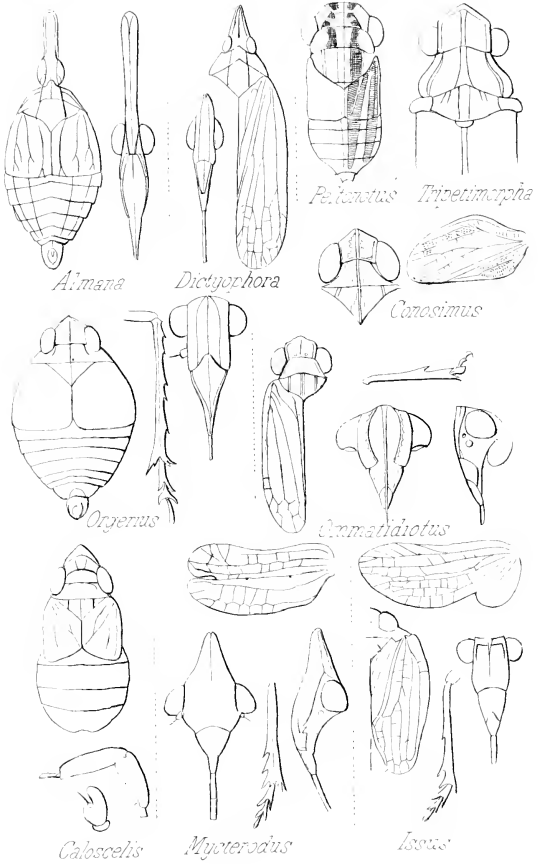 Peltonotus Tripetimorpha
Almana Dictyophora
Conosimus
Orgerius Ommatidiotus
Caloscelis Mycterodus Issus